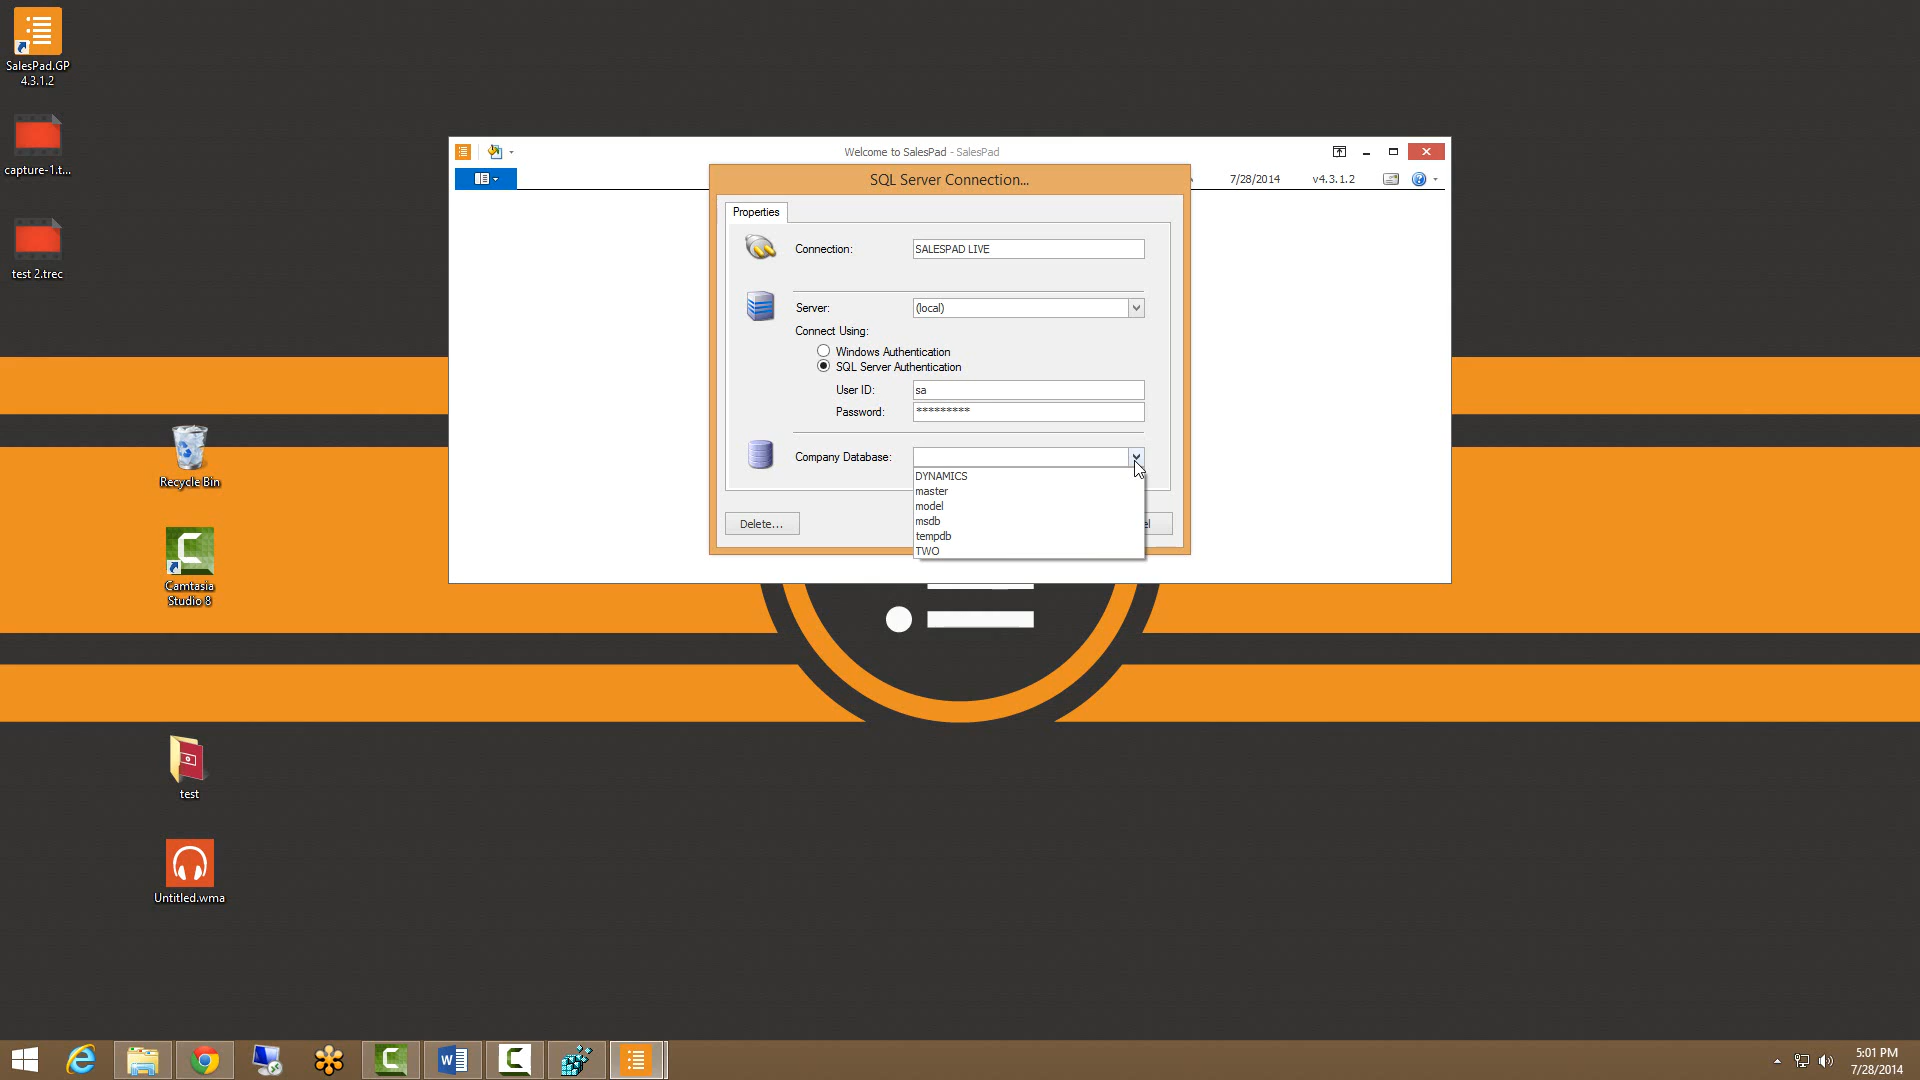 SalesPad.GP
4.3.1.2
capture-1.t...
test 2.trec
Recycle Bin
Camtasia
Studio 8
test
Untitled.wma
Welcome to SalesPad - SalesPad
7/28/2014
v4.3.1.2
SQL Server Connection...
Properties
Connection:
SALESPAD LIVE
Server:
(local)
Connect Using:
Windows Authentication
SQL Server Authentication
User ID:
sa
Password:
*********
Company Database:
DYNAMICS
master
model
msdb
tempdb
TWO
Delete...
el
5:01 PM
7/28/2014